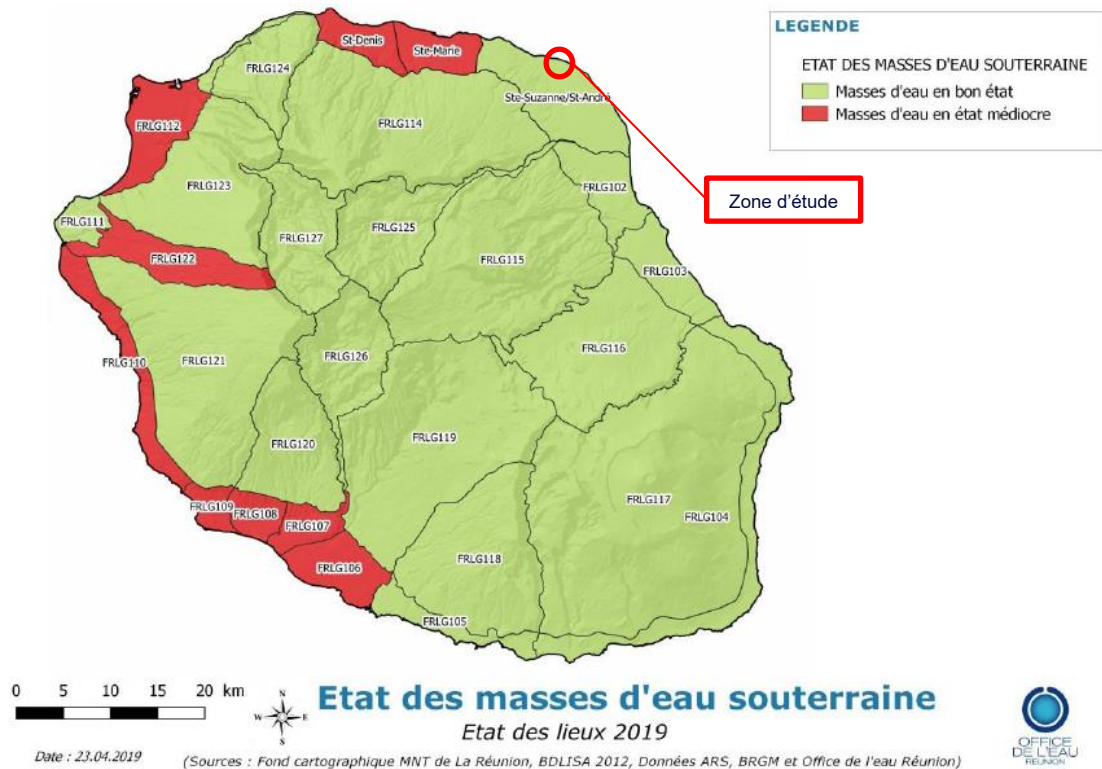 LEGENDE
ETAT DES MASSES D'EAU SOUTERRAINE
Masses d'eau en bon état
Masses d'eau en état médiocre
St-Denis
Ste-Marie
FRLG124
Ste-Suzanne/St-André
FRLG114
FRLG112
FRLG123
FRLG102
Zone d'étude
FRLG111
FRLG125
FRLG127
FRLG122
FRLG115
FRLG103
FRLG116
FRLG126
FRLG110
FRLG121
FRLG119
FRLG120
FRLG117
FRLG104
FRLG109
FRLG108
FRLG107
FRLG118
FRLG106
FRLG105
0 5 10 15 20 km
N
W E
S
Etat des masses d'eau souterraine
Etat des lieux 2019
OFFICE
DE L'EAU
RÉUNION
Date : 23.04.2019
(Sources : Fond cartographique MNT de La Réunion, BDLISA 2012, Données ARS, BRGM et Office de l'eau Réunion)